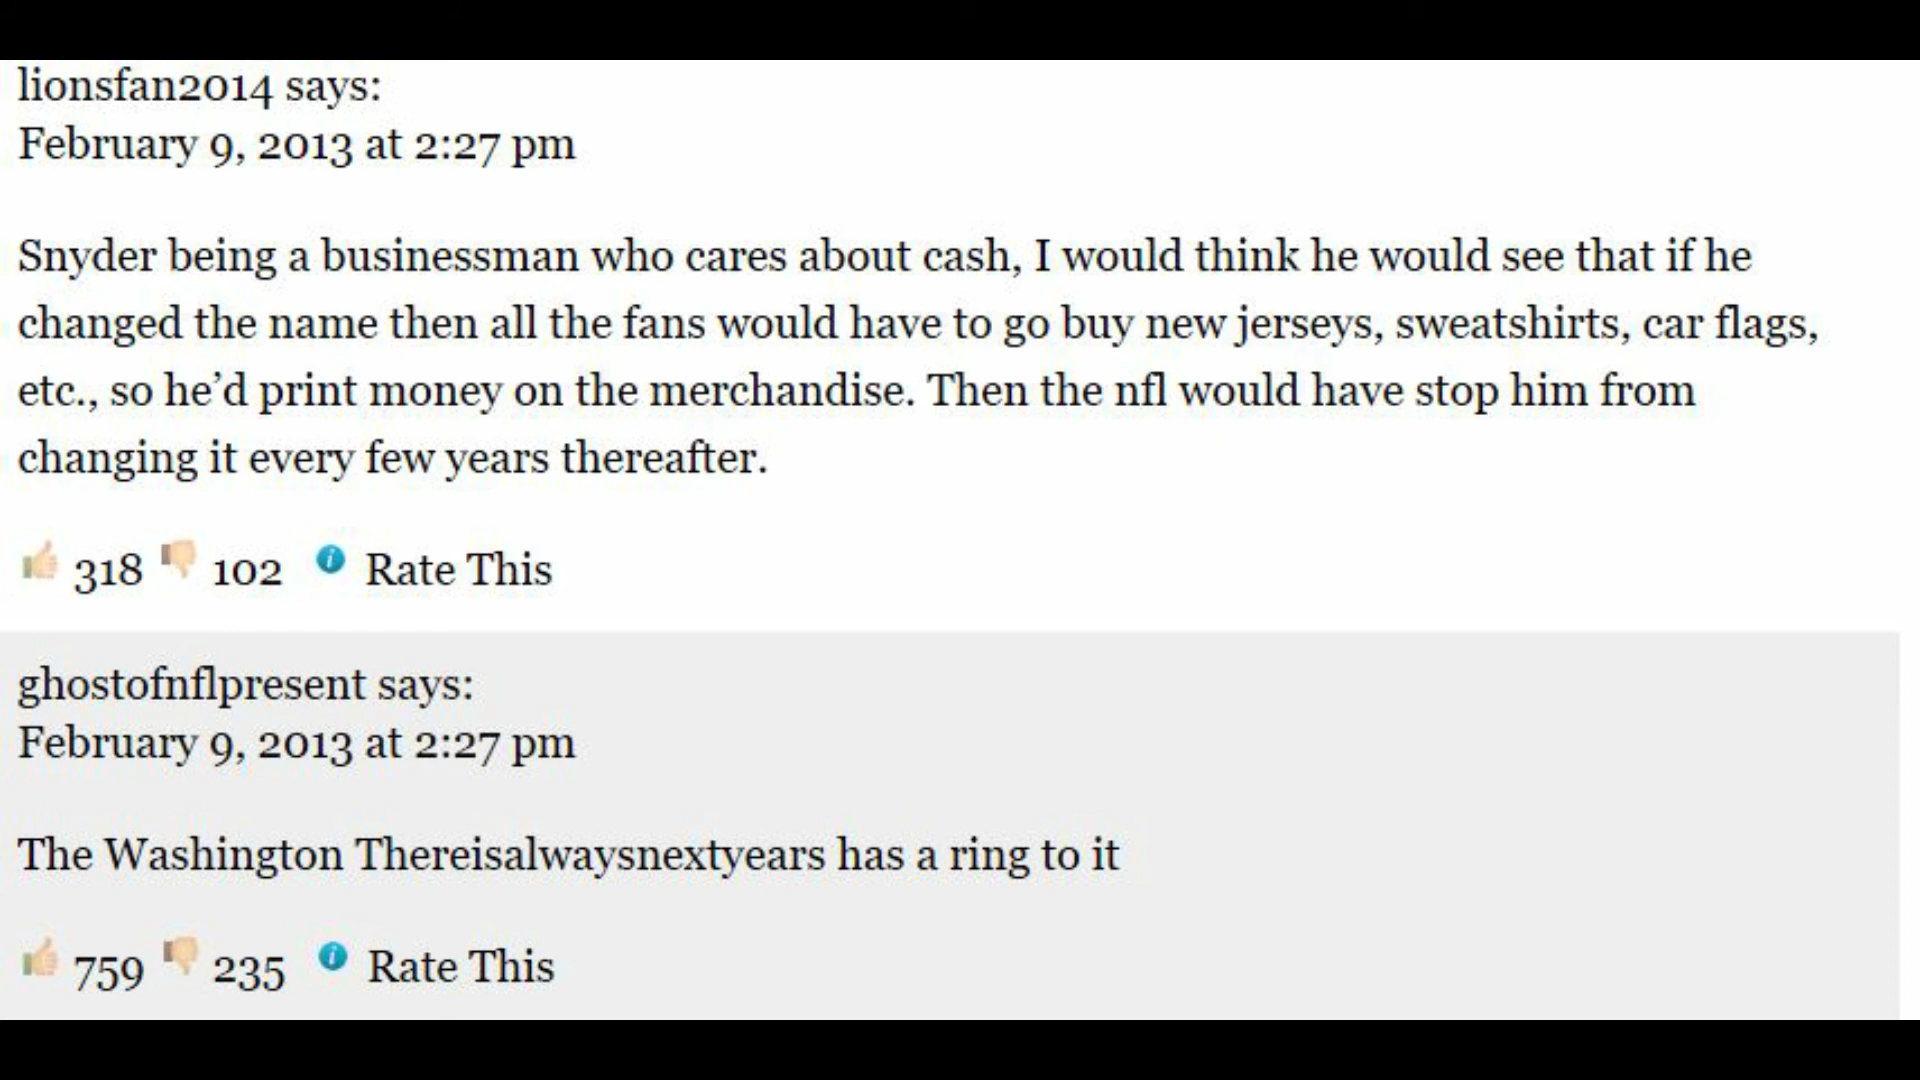 lionsfan2014 says:
February 9, 2013 at 2:27 pm
Snyder being a businessman who cares about cash, I would think he would see that if he
changed the name then all the fans would have to go buy new jerseys, sweatshirts, car flags,
etc., so he’d print money on the merchandise. Then the nfl would have stop him from
changing it every few years thereafter.
318 102 i Rate This
ghostofnflpresent says:
February 9, 2013 at 2:27 pm
The Washington Thereisalwaysnextyears has a ring to it
759 235 i Rate This